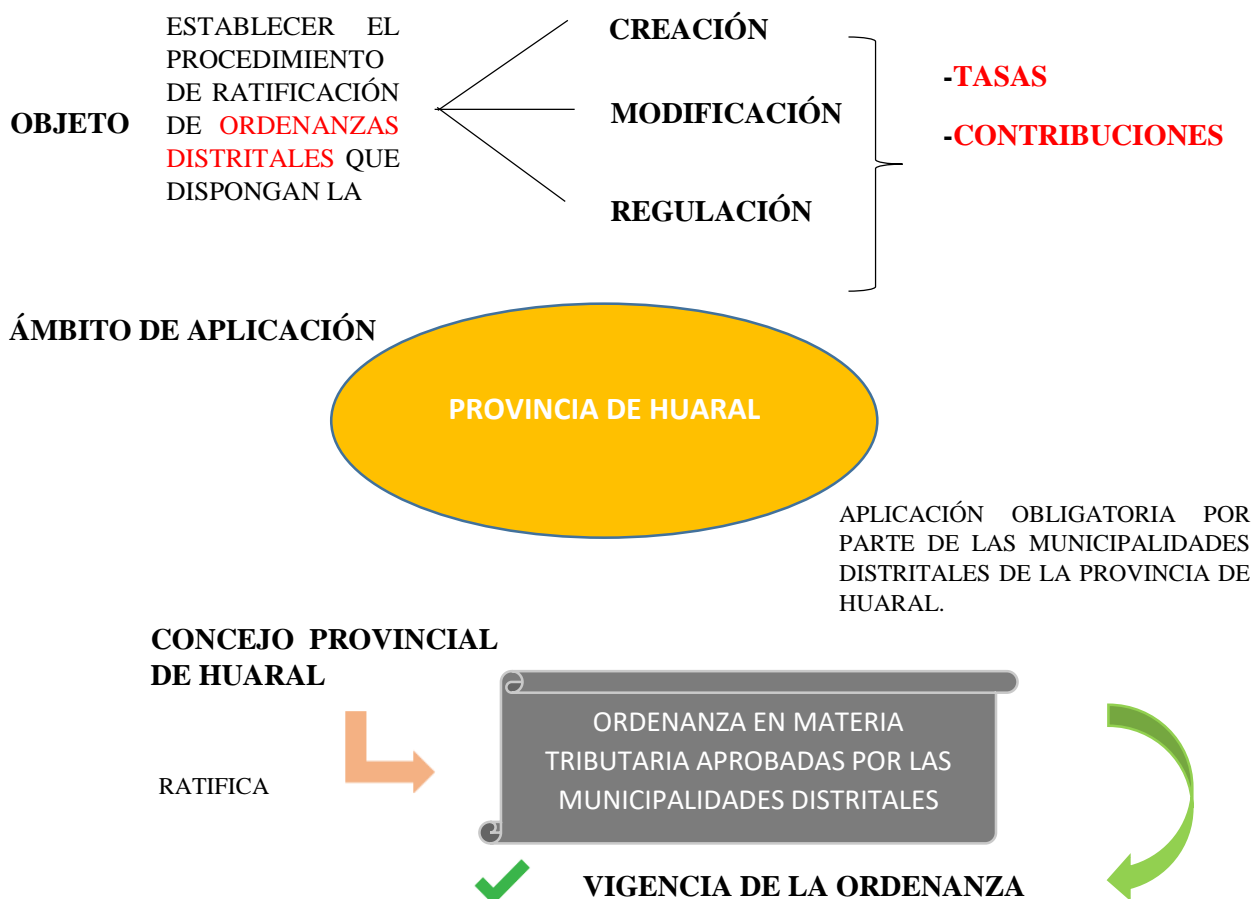 OBJETO
ESTABLECER EL
PROCEDIMIENTO
DE RATIFICACIÓN
DE ORDENANZAS
DISTRITALES QUE
DISPONGAN LA
CREACIÓN
MODIFICACIÓN
REGULACIÓN
-TASAS
-CONTRIBUCIONES
ÁMBITO DE APLICACIÓN
PROVINCIA DE HUARAL
APLICACIÓN OBLIGATORIA POR
PARTE DE LAS MUNICIPALIDADES
DISTRITALES DE LA PROVINCIA DE
HUARAL.
CONCEJO PROVINCIAL
DE HUARAL
RATIFICA
ORDENANZA EN MATERIA
TRIBUTARIA APROBADAS POR LAS
MUNICIPALIDADES DISTRITALES
VIGENCIA DE LA ORDENANZA